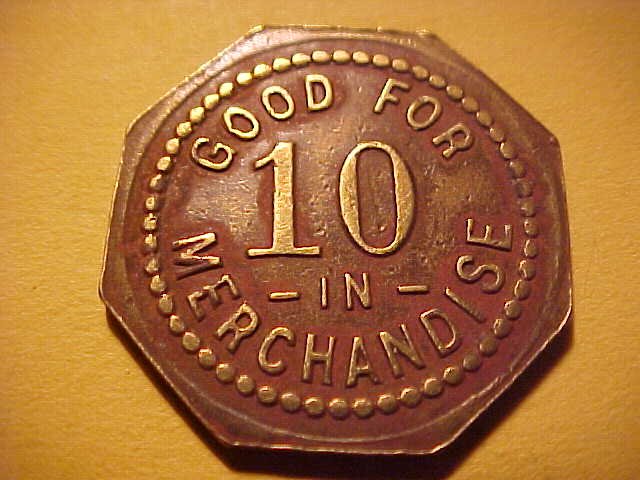 GOOD FOR
10
- IN -
MERCHANDISE